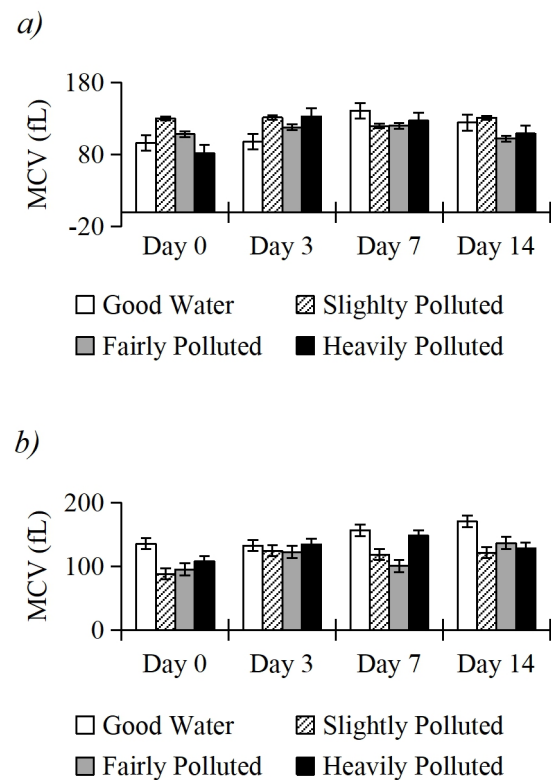 a)
180
80
-20
MCV (fL)
Day 0 Day 3 Day 7 Day 14
Good Water Slighlty Polluted
Fairly Polluted Heavily Polluted
b)
200
100
0
MCV (fL)
Day 0 Day 3 Day 7 Day 14
Good Water Slightly Polluted
Fairly Polluted Heavily Polluted